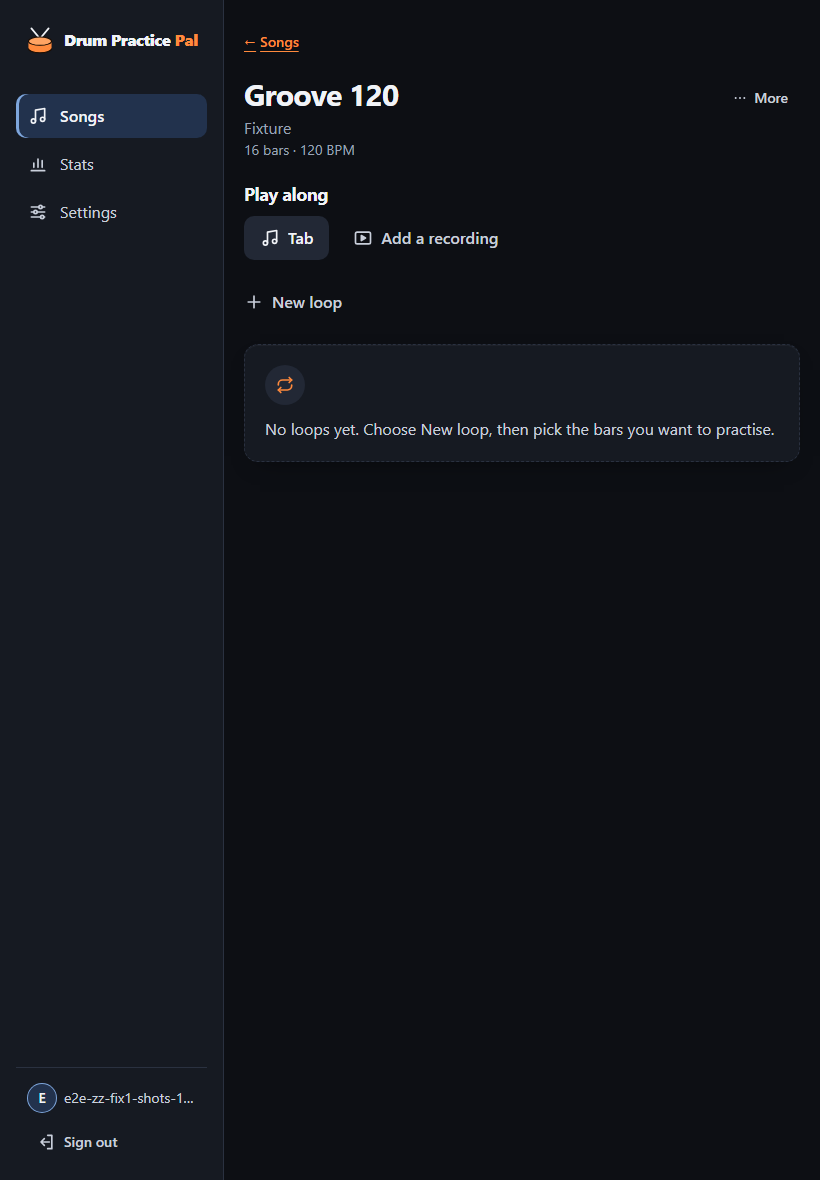 Drum Practice Pal
Songs
Stats
Settings
← Songs
Groove 120
··· More
Fixture
16 bars · 120 BPM
Play along
Tab
Add a recording
+ New loop
No loops yet. Choose New loop, then pick the bars you want to practise.
E
e2e-zz-fix1-shots-1...
Sign out